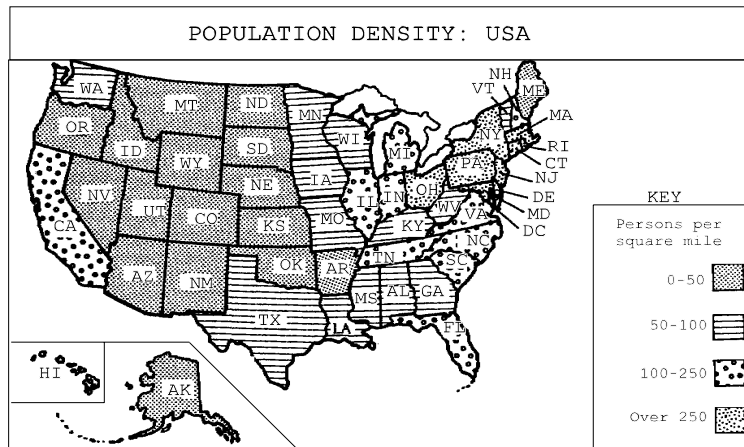 POPULATION DENSITY: USA
NH
VT
WA
ME
MT
ND
MN
MA
OR
NY
ID
SD
WI
MI
RI
WY
CT
PA
IA
NE
NJ
NV
OH
IL
IN
DE
UT
CO
WV
MD
KEY
CA
KS
MO
KY
VA
DC
NC
Persons per
square mile
TN
OK
AR
SC
AZ
NM
0-50
MS
AL
GA
TX
LA
FL
50-100
HI
100-250
AK
Over 250